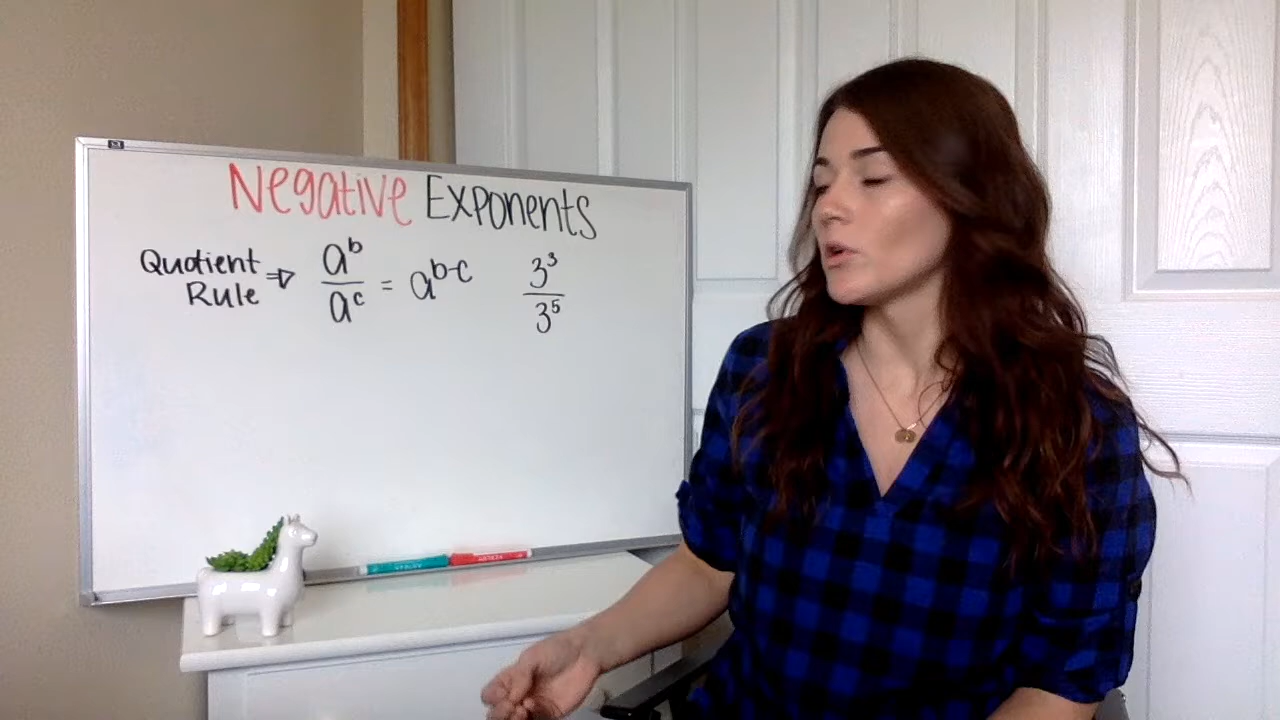 Negative Exponents
Quotient Rule ⇒ a^b/a^c = a^(b-c)
3^3/3^5